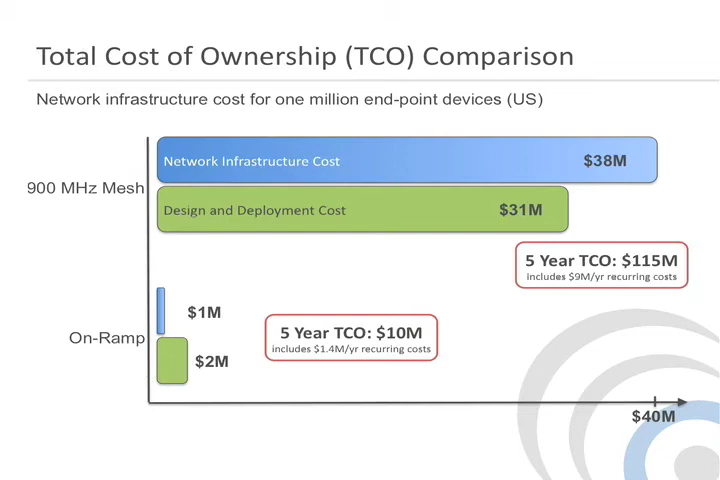 Total Cost of Ownership (TCO) Comparison
Network infrastructure cost for one million end-point devices (US)
Network Infrastructure Cost
$38M
900 MHz Mesh
Design and Deployment Cost
$31M
5 Year TCO: $115M
includes $9M/yr recurring costs
$1M
5 Year TCO: $10M
includes $1.4M/yr recurring costs
On-Ramp
$2M
$40M